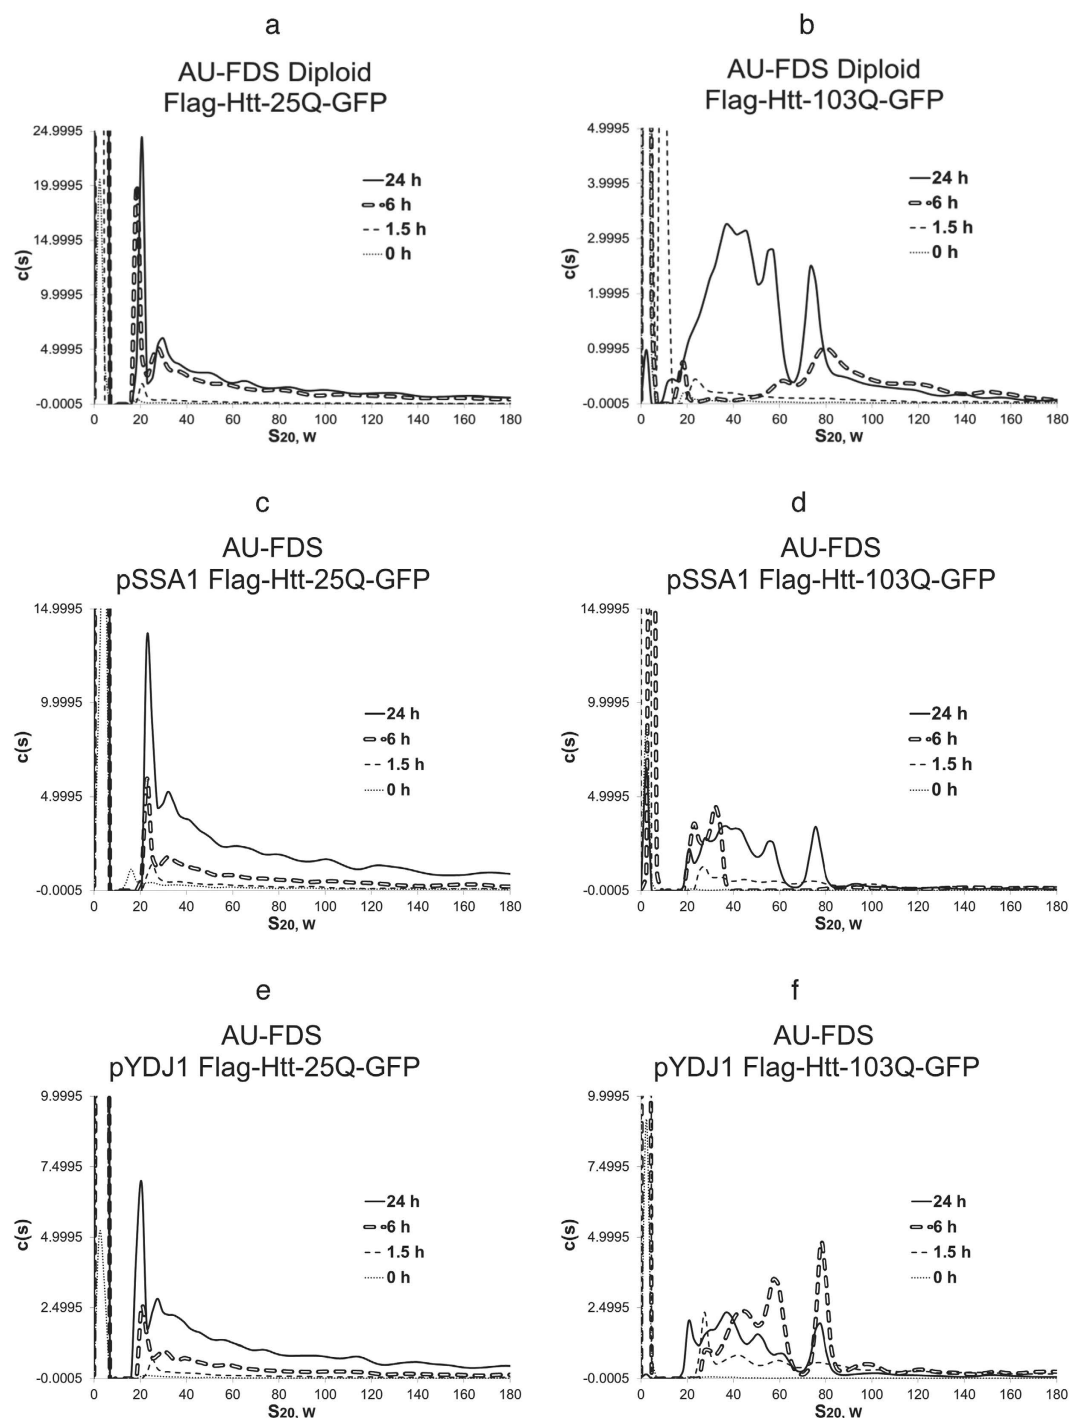 a
AU-FDS Diploid
Flag-Htt-25Q-GFP
24.9995
19.9995
14.9995
9.9995
4.9995
-0.0005
c(s)
24 h
6 h
1.5 h
0 h
0 20 40 60 80 100 120 140 160 180
S20, W
b
AU-FDS Diploid
Flag-Htt-103Q-GFP
4.9995
3.9995
2.9995
1.9995
0.9995
-0.0005
c(s)
24 h
6 h
1.5 h
0 h
0 20 40 60 80 100 120 140 160 180
S20, W
c
AU-FDS
pSSA1 Flag-Htt-25Q-GFP
14.9995
9.9995
4.9995
-0.0005
c(s)
24 h
6 h
1.5 h
0 h
0 20 40 60 80 100 120 140 160 180
S20, W
d
AU-FDS
pSSA1 Flag-Htt-103Q-GFP
14.9995
9.9995
4.9995
-0.0005
c(s)
24 h
6 h
1.5 h
0 h
0 20 40 60 80 100 120 140 160 180
S20, W
e
AU-FDS
pYDJ1 Flag-Htt-25Q-GFP
9.9995
7.4995
4.9995
2.4995
-0.0005
c(s)
24 h
6 h
1.5 h
0 h
0 20 40 60 80 100 120 140 160 180
S20, W
f
AU-FDS
pYDJ1 Flag-Htt-103Q-GFP
9.9995
7.4995
4.9995
2.4995
-0.0005
c(s)
24 h
6 h
1.5 h
0 h
0 20 40 60 80 100 120 140 160 180
S20, W